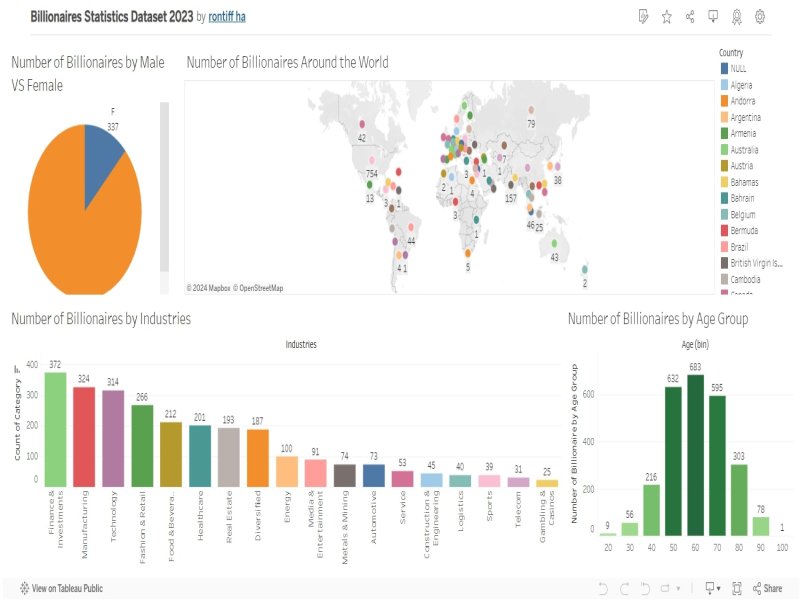 Billionaires Statistics Dataset 2023 by rontiff ha
Number of Billionaires by Male
VS Female
F
337
Number of Billionaires Around the World
42
754
13
3
1
44
4 1
79
7
3
1
1
2
1
4
3
1
5
157
38
46 25
43
2
© 2024 Mapbox © OpenStreetMap
Country
NULL
Algeria
Andorra
Argentina
Armenia
Australia
Austria
Bahamas
Bahrain
Belgium
Bermuda
Brazil
British Virgin Is...
Cambodia
Canada
Number of Billionaires by Industries
Industries
Count of Category
400
300
200
100
0
372
324
314
266
212
201
193
187
100
91
74
73
53
45
40
39
31
25
Finance &
Investments
Manufacturing
Technology
Fashion & Retail
Food & Bevera..
Healthcare
Real Estate
Diversified
Energy
Media &
Entertainment
Metals & Mining
Automotive
Service
Construction &
Engineering
Logistics
Sports
Telecom
Gambling &
Casinos
Number of Billionaires by Age Group
Age (bin)
Number of Billionaire by Age Group
600
400
200
0
9
56
216
632
683
595
303
78
1
20 30 40 50 60 70 80 90 100
View on Tableau Public
Share